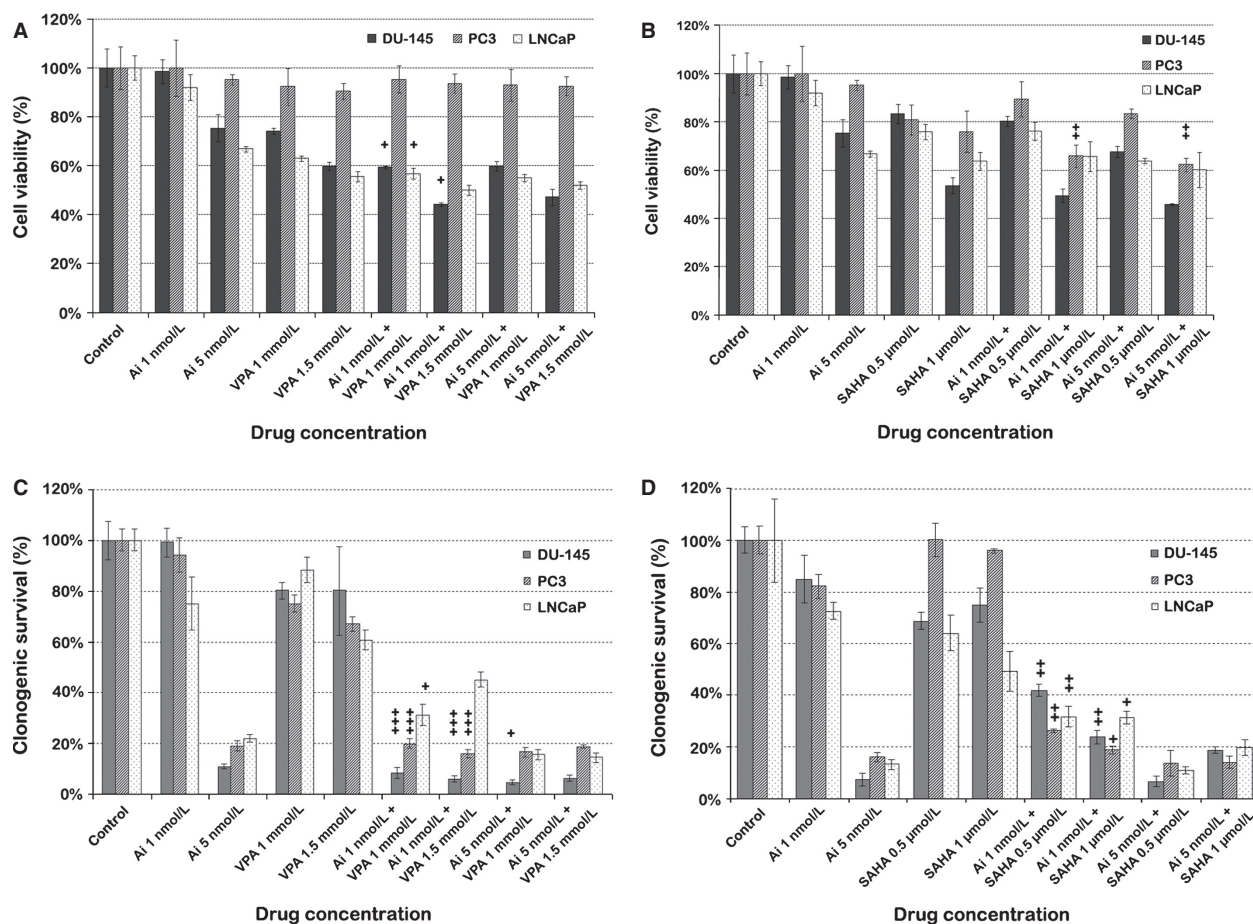 A
120%
100%
80%
60%
40%
20%
0%
Cell viability (%)
DU-145 PC3 LNCaP
+ + +
Control
Ai 1 nmol/L
Ai 5 nmol/L
VPA 1 mmol/L
VPA 1.5 mmol/L
Ai 1 nmol/L +
VPA 1 mmol/L
Ai 1 nmol/L +
VPA 1.5 mmol/L
Ai 5 nmol/L +
VPA 1 mmol/L
Ai 5 nmol/L +
VPA 1.5 mmol/L
Drug concentration
B
120%
100%
80%
60%
40%
20%
0%
Cell viability (%)
DU-145
PC3
LNCaP
++ ++
Control
Ai 1 nmol/L
Ai 5 nmol/L
SAHA 0.5 µmol/L
SAHA 1 µmol/L
Ai 1 nmol/L +
SAHA 0.5 µmol/L
Ai 1 nmol/L +
SAHA 1 µmol/L
Ai 5 nmol/L +
SAHA 0.5 µmol/L
Ai 5 nmol/L +
SAHA 1 µmol/L
Drug concentration
C
120%
100%
80%
60%
40%
20%
0%
Clonogenic survival (%)
DU-145
PC3
LNCaP
+++ +++ + +++ +++ +
Control
Ai 1 nmol/L
Ai 5 nmol/L
VPA 1 mmol/L
VPA 1.5 mmol/L
Ai 1 nmol/L +
VPA 1 mmol/L
Ai 1 nmol/L +
VPA 1.5 mmol/L
Ai 5 nmol/L +
VPA 1 mmol/L
Ai 5 nmol/L +
VPA 1.5 mmol/L
Drug concentration
D
120%
100%
80%
60%
40%
20%
0%
Clonogenic survival (%)
DU-145
PC3
LNCaP
++ ++ ++ ++ + +
Control
Ai 1 nmol/L
Ai 5 nmol/L
SAHA 0.5 µmol/L
SAHA 1 µmol/L
Ai 1 nmol/L +
SAHA 0.5 µmol/L
Ai 1 nmol/L +
SAHA 1 µmol/L
Ai 5 nmol/L +
SAHA 0.5 µmol/L
Ai 5 nmol/L +
SAHA 1 µmol/L
Drug concentration